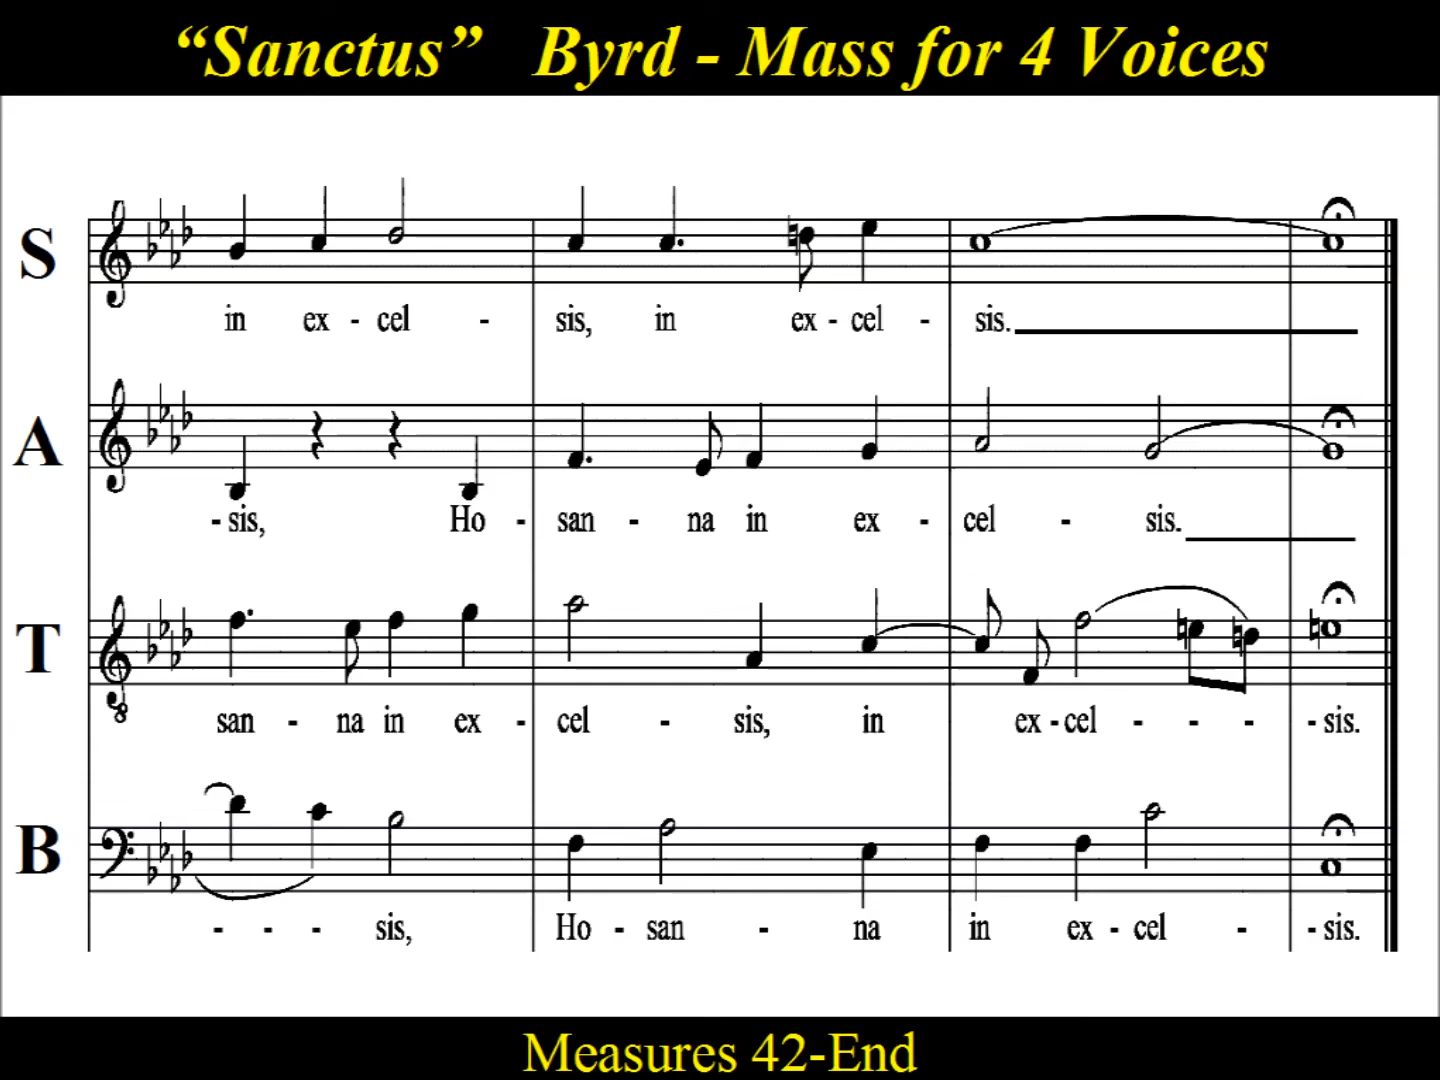 “Sanctus” Byrd - Mass for 4 Voices
S
in ex - cel - sis, in ex - cel - sis.
A
- sis, Ho - san - na in ex - cel - sis.
T
8
san - na in ex - cel - sis, in ex - cel - - - - sis.
B
- - - sis, Ho - san - na in ex - cel - - sis.
Measures 42-End